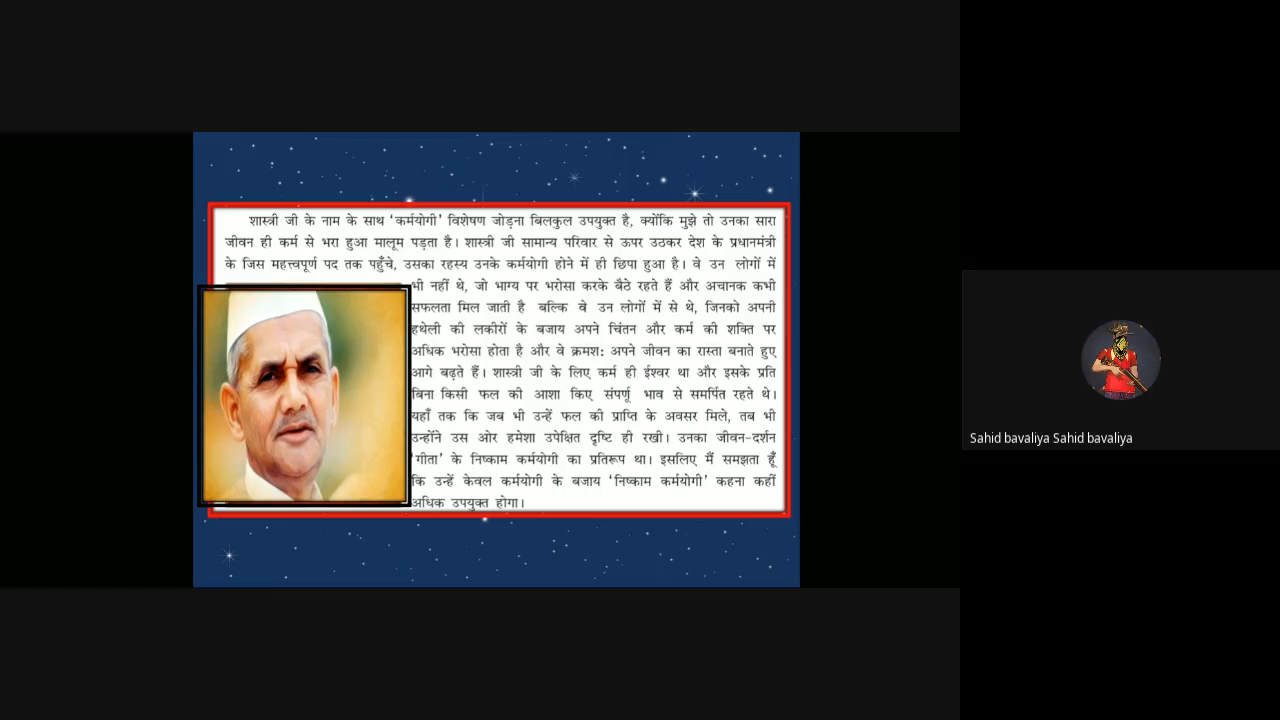 शास्त्री जी के नाम के साथ ‘कर्मयोगी’ विशेषण जोड़ना बिलकुल उपयुक्त है, क्योंकि मुझे तो उनका सारा
जीवन ही कर्म से भरा हुआ मालूम पड़ता है। शास्त्री जी सामान्य परिवार से ऊपर उठकर देश के प्रधानमंत्री
के जिस महत्त्वपूर्ण पद तक पहुँचे, उसका रहस्य उनके कर्मयोगी होने में ही छिपा हुआ है। वे उन लोगों में
भी नहीं थे, जो भाग्य पर भरोसा करके बैठे रहते हैं और अचानक कभी
सफलता मिल जाती है बल्कि वे उन लोगों में से थे, जिनको अपनी
हथेली की लकीरों के बजाय अपने चिंतन और कर्म की शक्ति पर
अधिक भरोसा होता है और वे क्रमश: अपने जीवन का रास्ता बनाते हुए
आगे बढ़ते हैं। शास्त्री जी के लिए कर्म ही ईश्वर था और इसके प्रति
बिना किसी फल की आशा किए संपर्णू भाव से समर्पित रहते थे।
यहाँ तक कि जब भी उन्हें फल की प्राप्ति के अवसर मिले, तब भी
उन्होंने उस ओर हमेशा उपेक्षित दृष्टि ही रखी। उनका जीवन-दर्शन
‘गीता’ के निष्काम कर्मयोगी का प्रतिरूप था। इसलिए मैं समझता हूँ
कि उन्हें केवल कर्मयोगी के बजाय ‘निष्काम कर्मयोगी’ कहना कहीं
अधिक उपयुक्त होगा।
Sahid bavaliya Sahid bavaliya